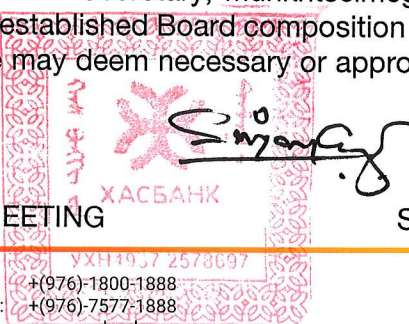 established Board composition
e may deem necessary or appro
ХАСБАНК
EETING
S
УХН1937 2578697
+(976)-1800-1888
: +(976)-7577-1888